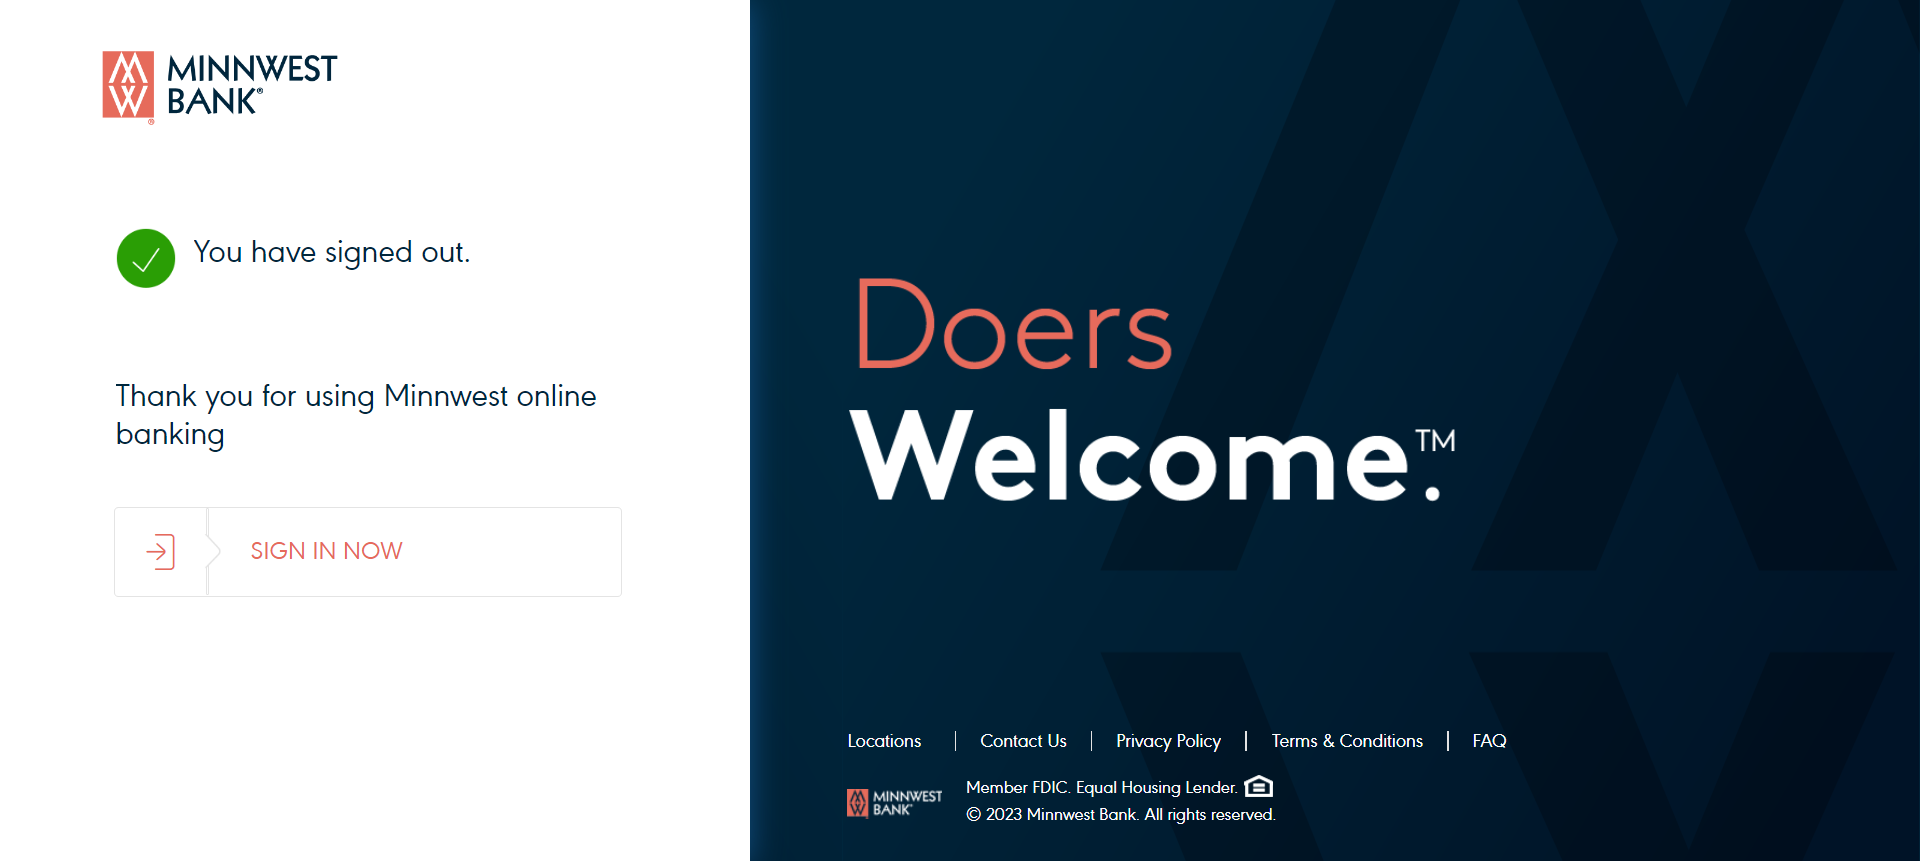 MINNWEST
BANK®
®
You have signed out.
Thank you for using Minnwest online
banking
SIGN IN NOW
Doers
Welcome.™
Locations | Contact Us | Privacy Policy | Terms & Conditions | FAQ
MINNWEST
BANK
Member FDIC. Equal Housing Lender.
© 2023 Minnwest Bank. All rights reserved.